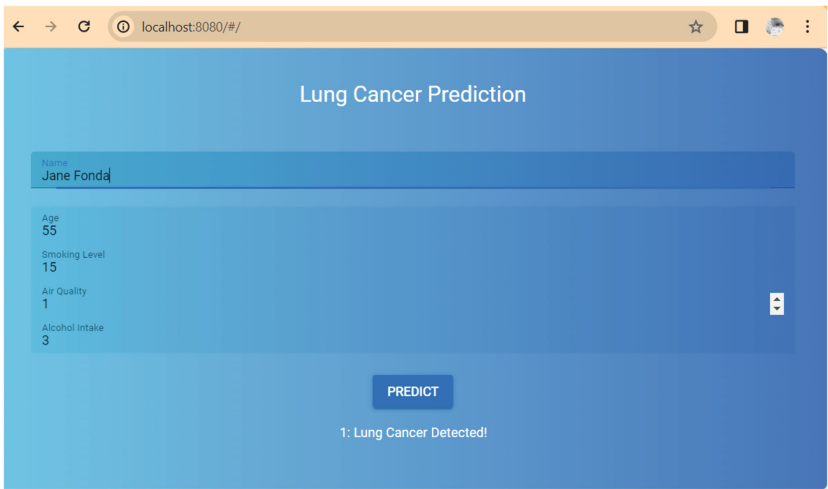 localhost:8080/#/
Lung Cancer Prediction
Name
Jane Fonda
Age
55
Smoking Level
15
Air Quality
1
Alcohol Intake
3
PREDICT
1: Lung Cancer Detected!